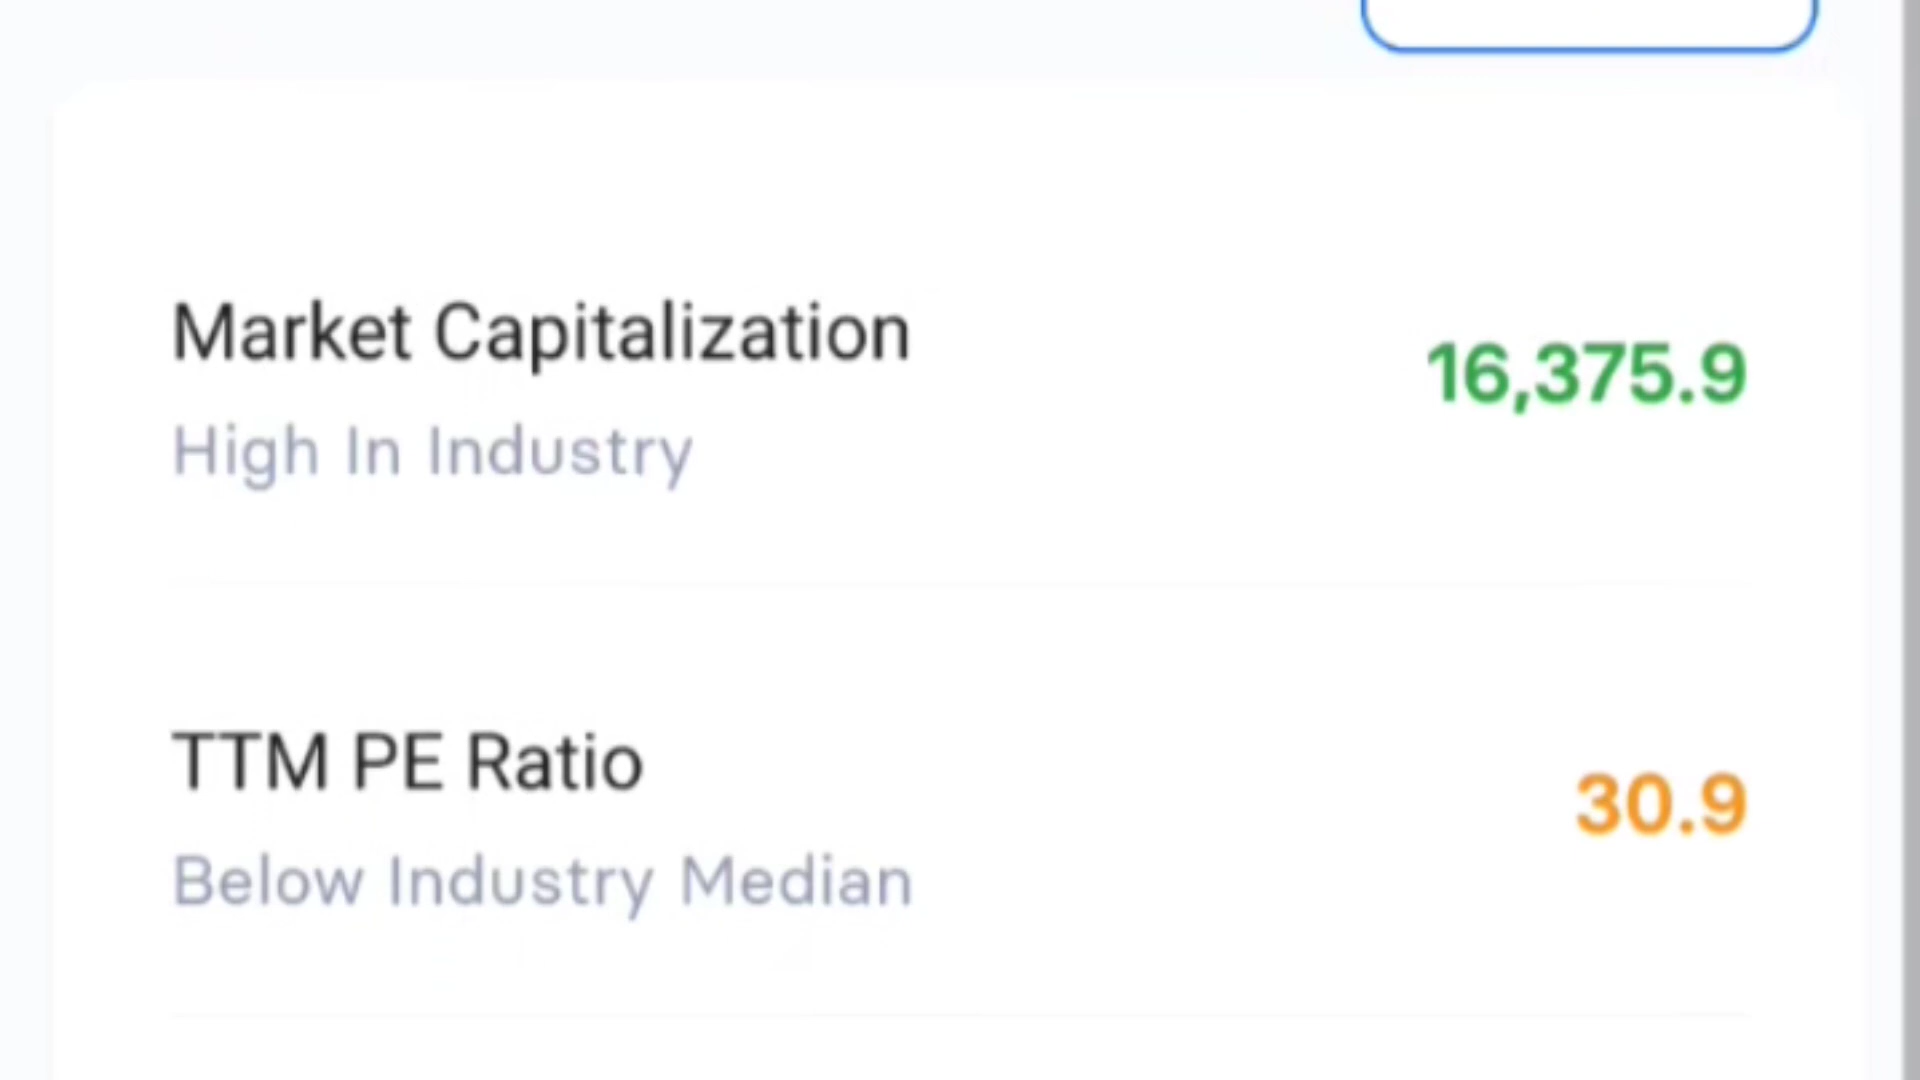 Market Capitalization
16,375.9
High In Industry
TTM PE Ratio
30.9
Below Industry Median